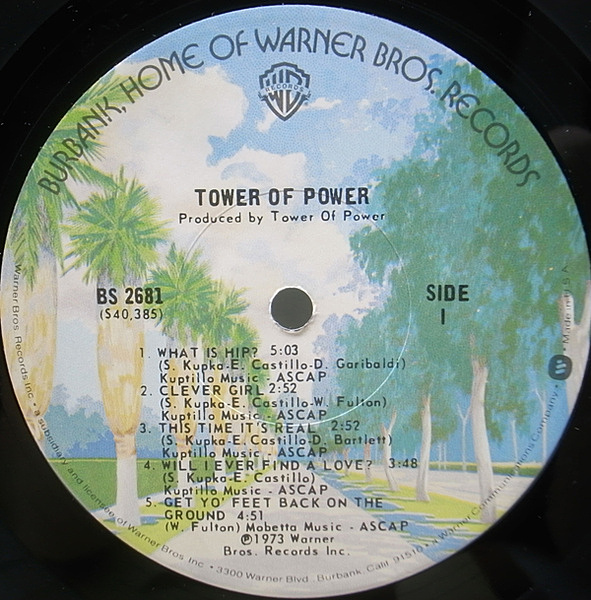 BURBANK, HOME OF WARNER BROS. RECORDS
W B
RECORDS
TOWER OF POWER
Produced by Tower Of Power
BS 2681
(S40,385)
SIDE
I
1. WHAT IS HIP? 5:03
(S. Kupka-E. Castillo-D. Garibaldi)
Kuptillo Music - ASCAP
2. CLEVER GIRL 2:52
(S. Kupka-E. Castillo-W. Fulton)
Kuptillo Music - ASCAP
3. THIS TIME IT'S REAL 2:52
(S. Kupka-E. Castillo-D. Bartlett)
Kuptillo Music - ASCAP
4. WILL I EVER FIND A LOVE? 3:48
(S. Kupka-E. Castillo)
Kuptillo Music - ASCAP
5. GET YO' FEET BACK ON THE
GROUND 4:51
(W. Fulton) Mobetta Music - ASCAP
℗1973 Warner
Bros. Records Inc.
Warner Bros. Records Inc. • a subsidiary and licensee of Warner Bros. Inc. • 3300 Warner Blvd., Burbank, Calif. 91510 • A Warner Communications Company • Made in U.S.A.